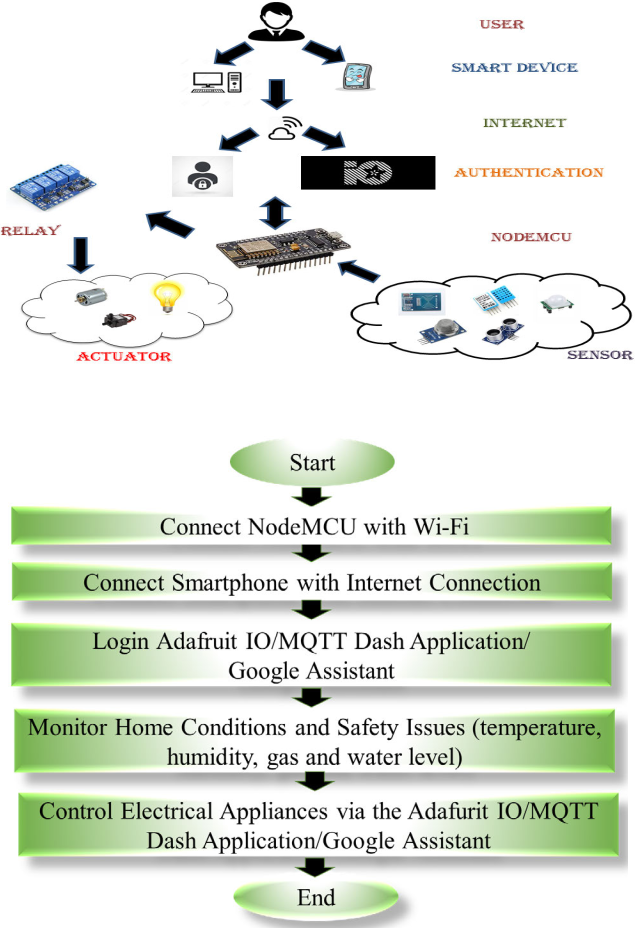 USER
SMART DEVICE
INTERNET
AUTHENTICATION
io
RELAY
NODEMCU
ACTUATOR
SENSOR
Start
Connect NodeMCU with Wi-Fi
Connect Smartphone with Internet Connection
Login Adafruit IO/MQTT Dash Application/
Google Assistant
Monitor Home Conditions and Safety Issues (temperature,
humidity, gas and water level)
Control Electrical Appliances via the Adafurit IO/MQTT
Dash Application/Google Assistant
End